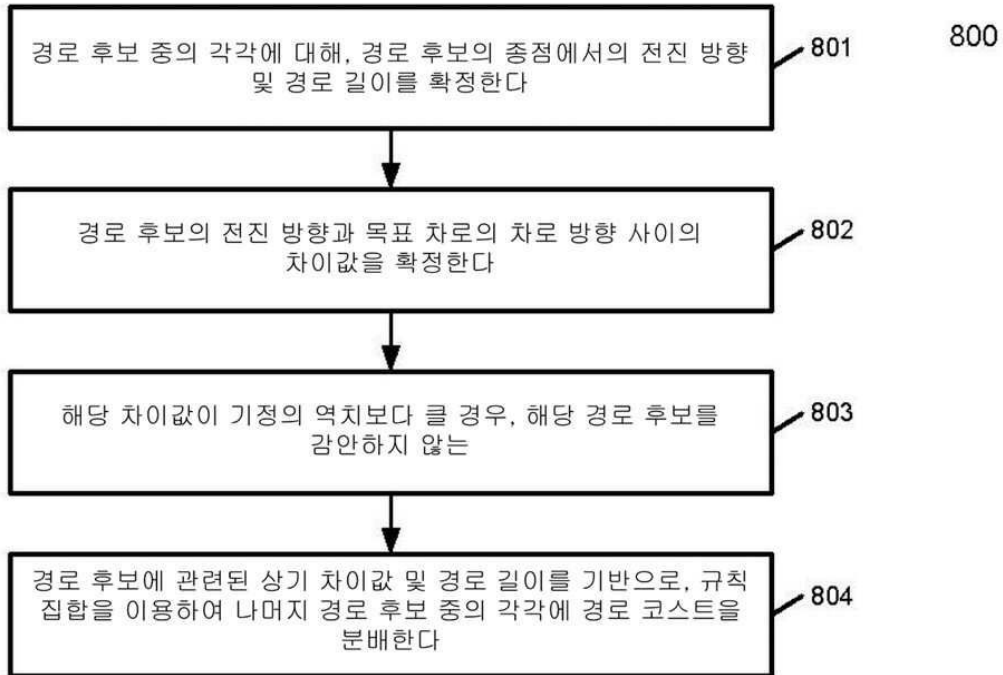 800
경로 후보 중의 각각에 대해, 경로 후보의 종점에서의 전진 방향
및 경로 길이를 확정한다
801
경로 후보의 전진 방향과 목표 차로의 차로 방향 사이의
차이값을 확정한다
802
해당 차이값이 기정의 역치보다 클 경우, 해당 경로 후보를
감안하지 않는
803
경로 후보에 관련된 상기 차이값 및 경로 길이를 기반으로, 규칙
집합을 이용하여 나머지 경로 후보 중의 각각에 경로 코스트을
분배한다
804